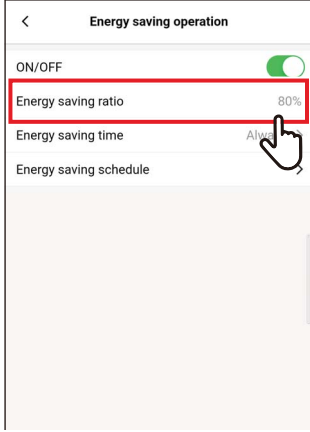 Energy saving operation
ON/OFF
Energy saving ratio 80%
Energy saving time
Energy saving schedule